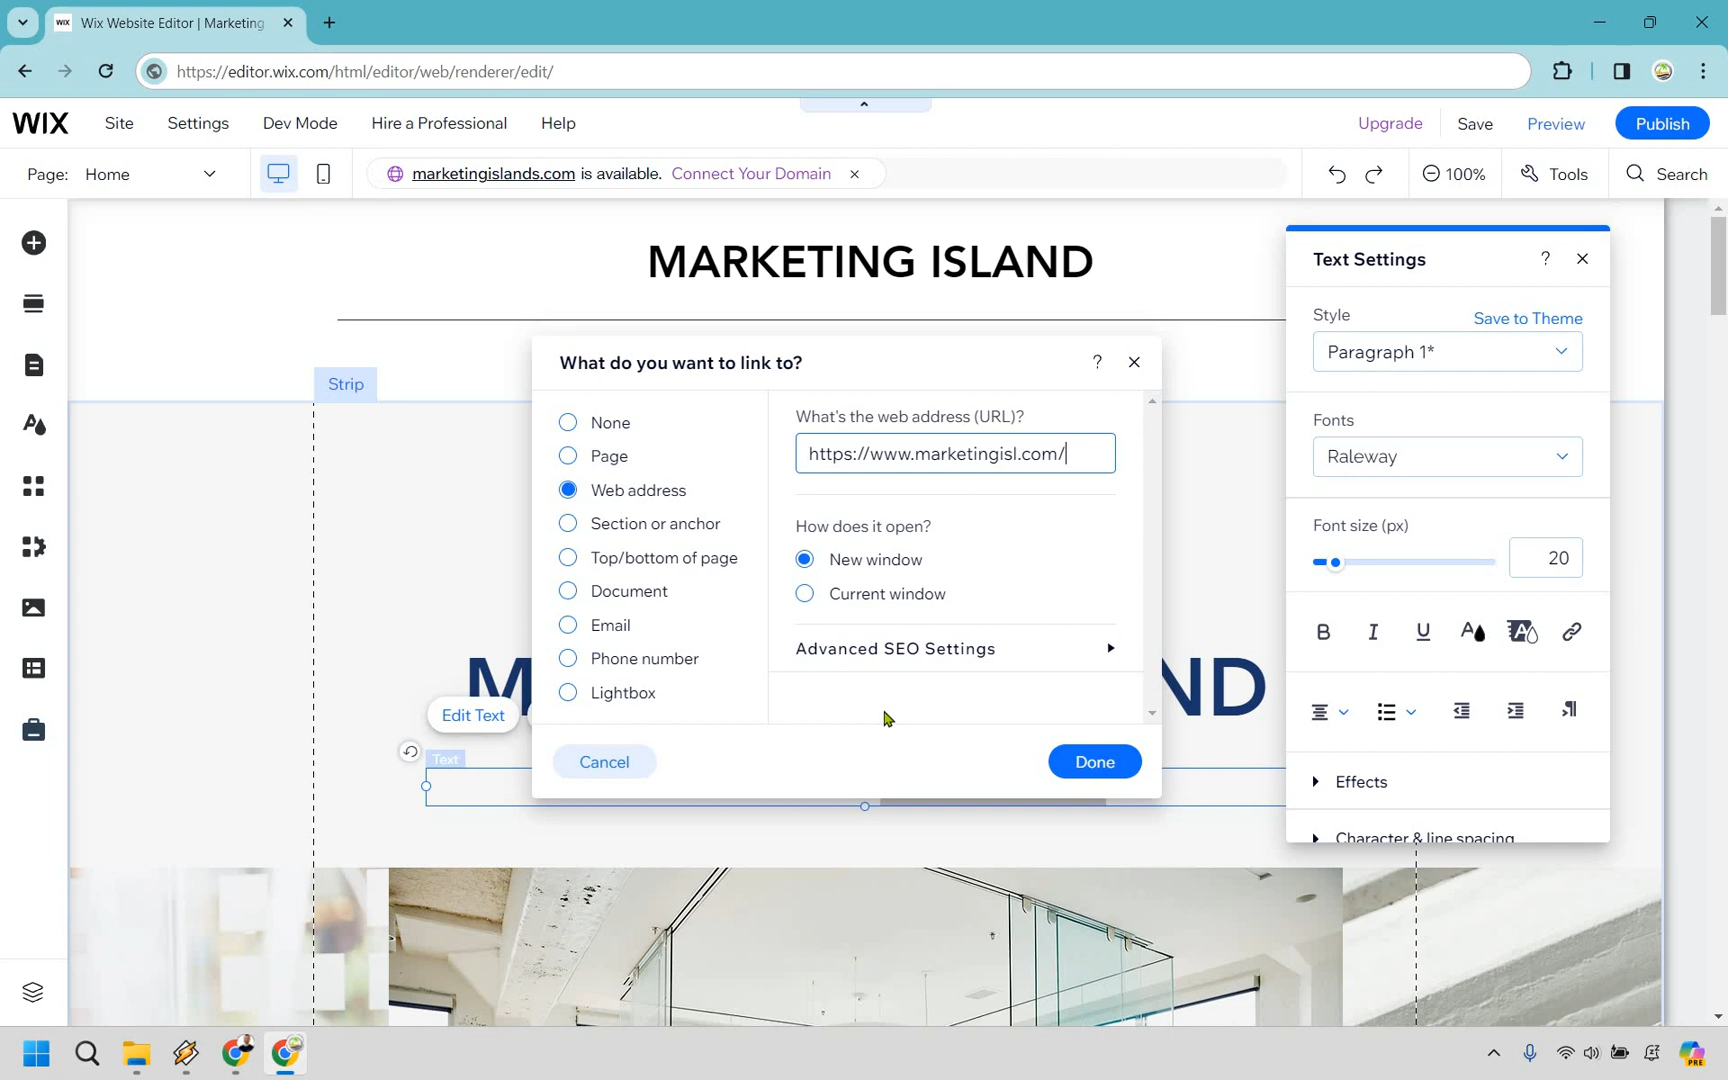 WIX
Wix Website Editor | Marketing
https://editor.wix.com/html/editor/web/renderer/edit/
WIX
Site
Settings
Dev Mode
Hire a Professional
Help
Upgrade
Save
Preview
Publish
Page: Home
marketingislands.com is available. Connect Your Domain
100%
Tools
Search
MARKETING ISLAND
Strip
Text Settings
?
Style
Save to Theme
Paragraph 1*
Fonts
Raleway
Font size (px)
20
B
I
U
Effects
Character & line spacing
What do you want to link to?
?
None
Page
Web address
Section or anchor
Top/bottom of page
Document
Email
Phone number
Lightbox
What's the web address (URL)?
https://www.marketingisl.com/
How does it open?
New window
Current window
Advanced SEO Settings
Cancel
Done
M
ND
Edit Text
Text
PRE